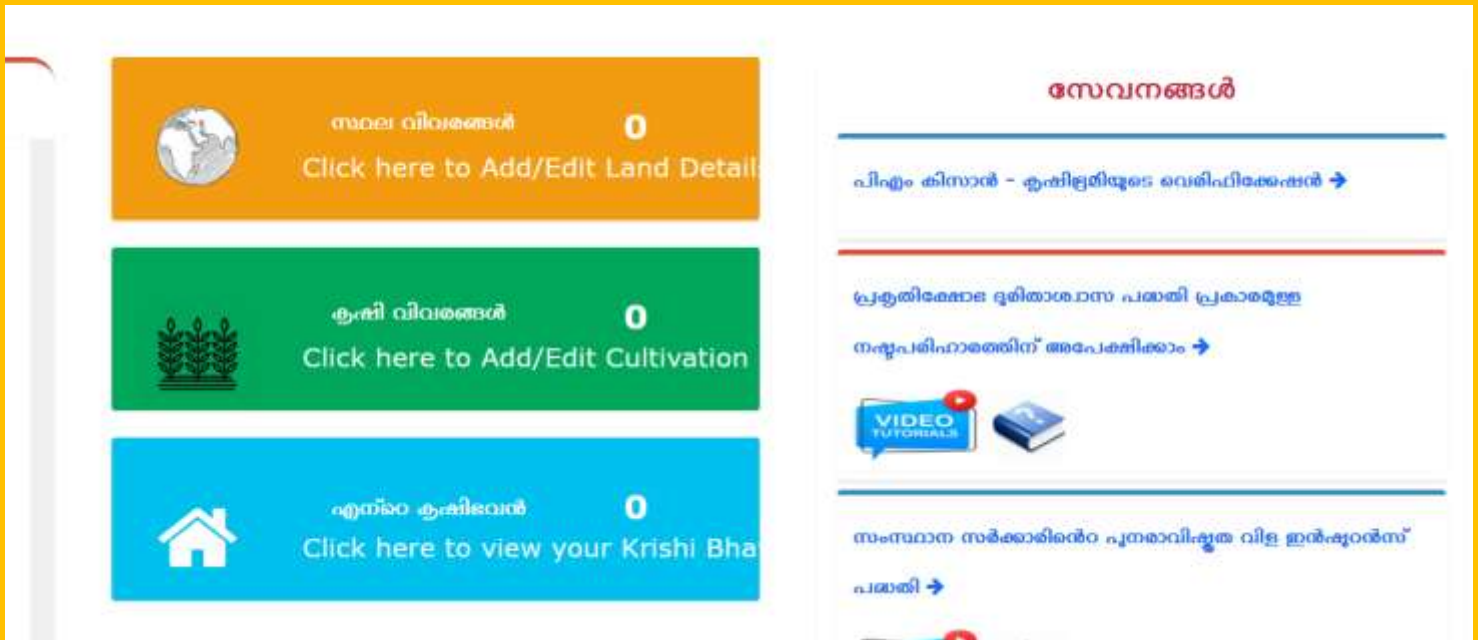 സ്ഥല വിവരങ്ങൾ 0
Click here to Add/Edit Land Detail
കൃഷി വിവരങ്ങൾ 0
Click here to Add/Edit Cultivation
എന്റെ കൃഷിഭവൻ 0
Click here to view your Krishi Bha
സേവനങ്ങൾ
പിഎം കിസാൻ - കൃഷിഭൂമിയുടെ വെരിഫിക്കേഷൻ →
പ്രകൃതിക്ഷോഭ ദുരിതാശ്വാസ പദ്ധതി പ്രകാരമുള്ള
നഷ്ടപരിഹാരത്തിന് അപേക്ഷിക്കാം →
VIDEO
TUTORIALS
?
സംസ്ഥാന സർക്കാരിൻെറ പുനരാവിഷ്കൃത വിള ഇൻഷുറൻസ്
പദ്ധതി →